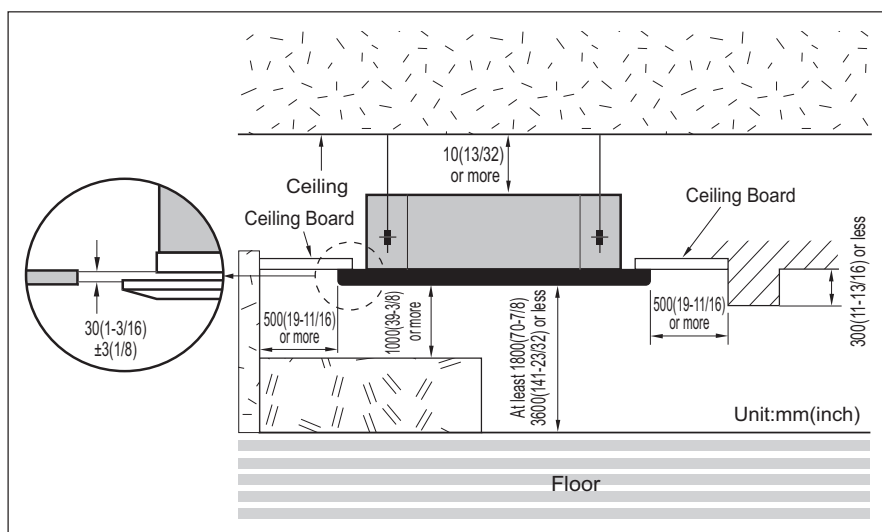 10(13/32)
or more
Ceiling
Ceiling Board
Ceiling Board
30(1-3/16)
±3(1/8)
500(19-11/16)
or more
1000(39-3/8)
or more
At least 1800(70-7/8)
3600(141-23/32) or less
500(19-11/16)
or more
300(11-13/16) or less
Unit:mm(inch)
Floor